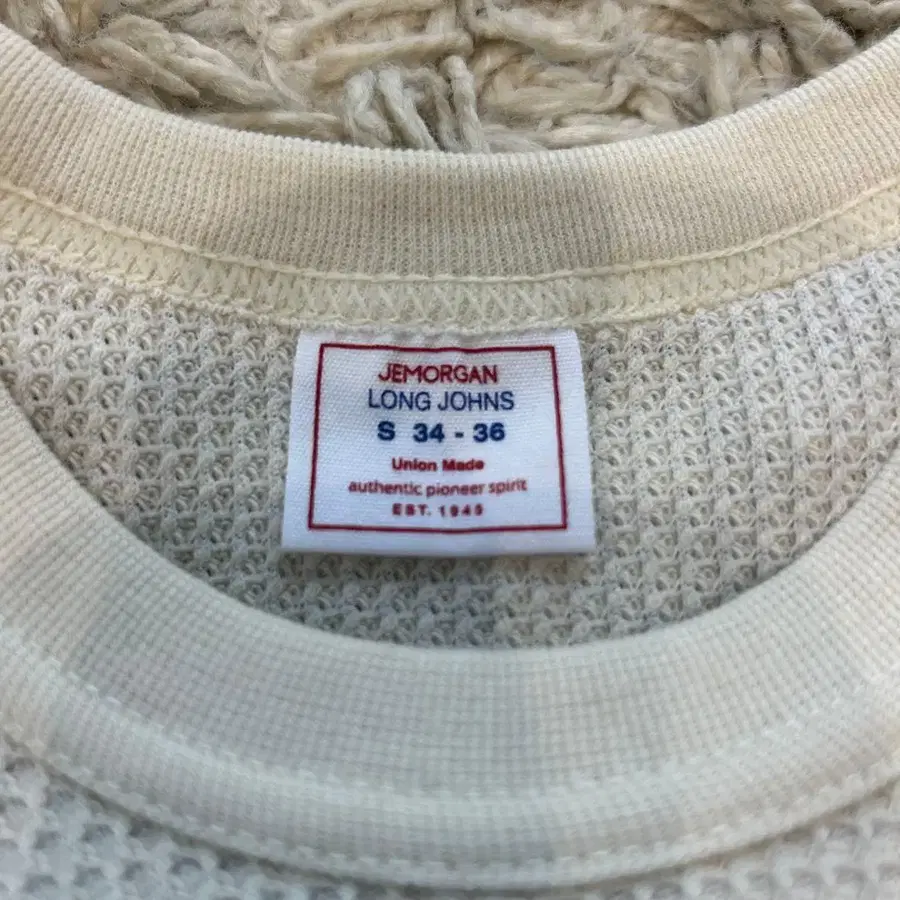 JEMORGAN
LONG JOHNS
S 34 - 36
Union Made
authentic pioneer spirit
EST. 1945